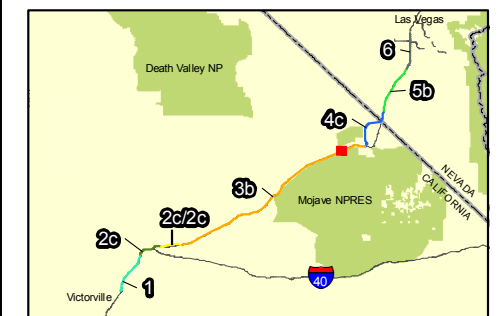 Las Vegas
6
Death Valley NP
5b
4c
NEVADA
CALIFORNIA
3b
Mojave NPRES
2c/2c
2c
40
1
Victorville